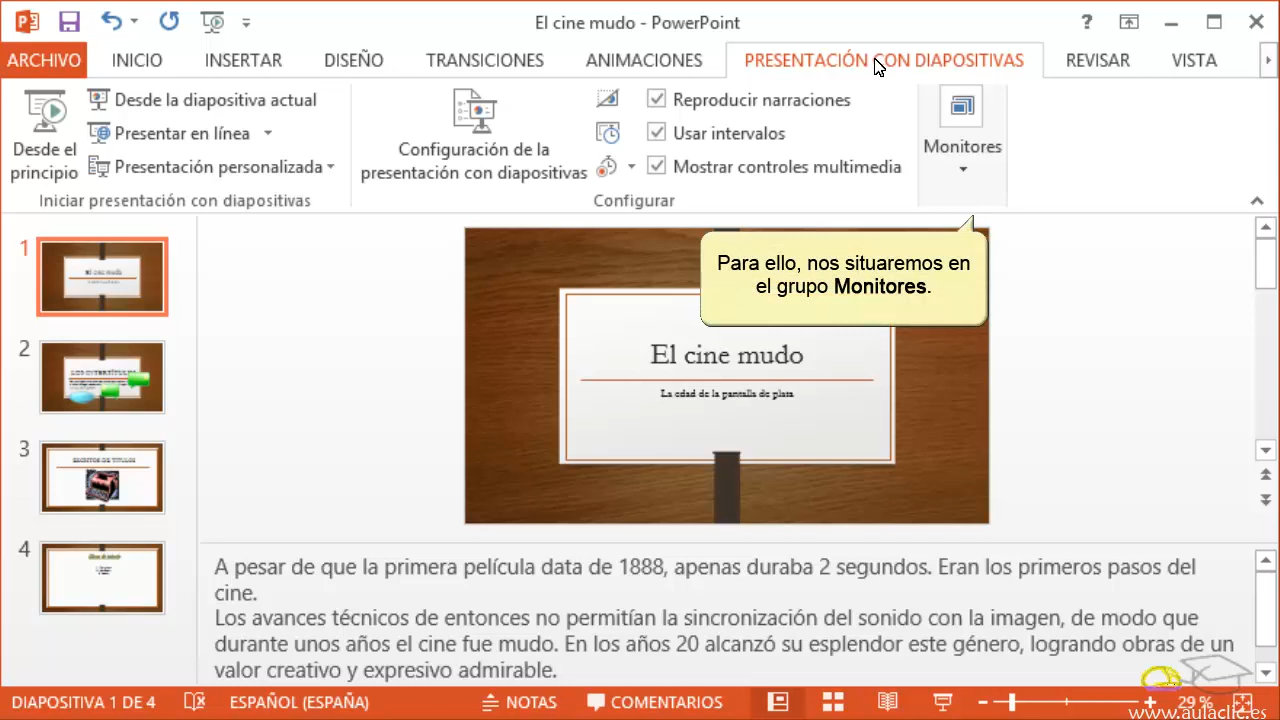 El cine mudo - PowerPoint
ARCHIVO INICIO INSERTAR DISEÑO TRANSICIONES ANIMACIONES PRESENTACIÓN CON DIAPOSITIVAS REVISAR VISTA
Desde el principio
Desde la diapositiva actual
Presentar en línea
Presentación personalizada
Iniciar presentación con diapositivas
Configuración de la
presentación con diapositivas
Reproducir narraciones
Usar intervalos
Mostrar controles multimedia
Configurar
Monitores
Para ello, nos situaremos en
el grupo Monitores.
1
El cine mudo
2
LOS INTERTÍTULOS
3
4
El cine mudo
La edad de la pantalla de plata
A pesar de que la primera película data de 1888, apenas duraba 2 segundos. Eran los primeros pasos del
cine.
Los avances técnicos de entonces no permitían la sincronización del sonido con la imagen, de modo que
durante unos años el cine fue mudo. En los años 20 alcanzó su esplendor este género, logrando obras de un
valor creativo y expresivo admirable.
DIAPOSITIVA 1 DE 4 ESPAÑOL (ESPAÑA) NOTAS COMENTARIOS 29 %
www.aulaclic.es